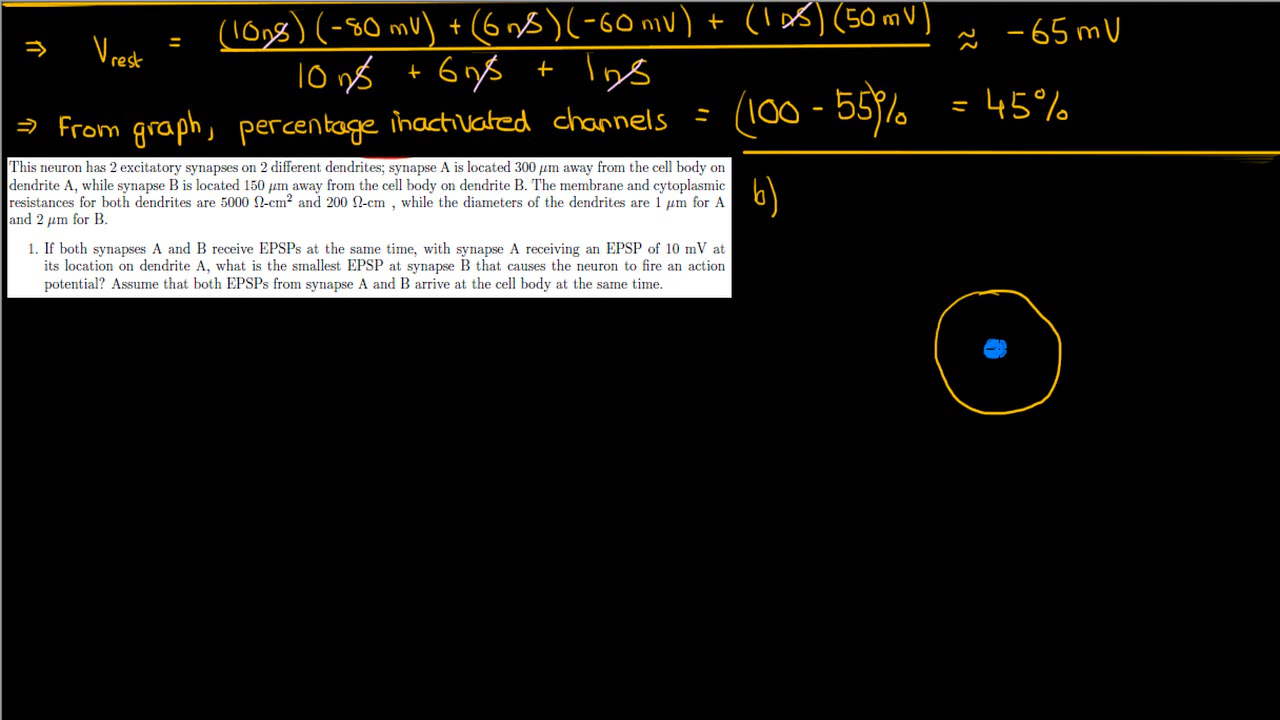 ⇒ Vrest = (10nS)(-80 mV) + (6nS)(-60 mV) + (1nS)(50 mV) / 10 nS + 6nS + 1nS ≈ -65 mV
⇒ From graph, percentage inactivated channels = (100 - 55)% = 45%
This neuron has 2 excitatory synapses on 2 different dendrites; synapse A is located 300 μm away from the cell body on
dendrite A, while synapse B is located 150 μm away from the cell body on dendrite B. The membrane and cytoplasmic
resistances for both dendrites are 5000 Ω-cm² and 200 Ω-cm , while the diameters of the dendrites are 1 μm for A
and 2 μm for B.
1. If both synapses A and B receive EPSPs at the same time, with synapse A receiving an EPSP of 10 mV at
its location on dendrite A, what is the smallest EPSP at synapse B that causes the neuron to fire an action
potential? Assume that both EPSPs from synapse A and B arrive at the cell body at the same time.
b)